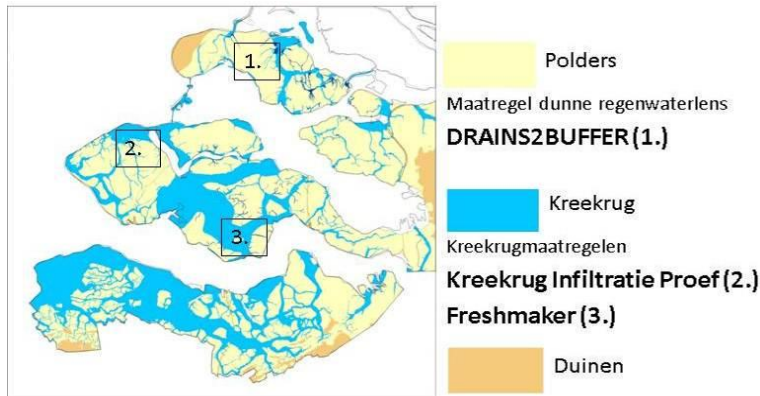 1.
2.
3.
Polders
Maatregel dunne regenwaterlens
DRAINS2BUFFER (1.)
Kreekrug
Kreekrugmaatregelen
Kreekrug Infiltratie Proef (2.)
Freshmaker (3.)
Duinen